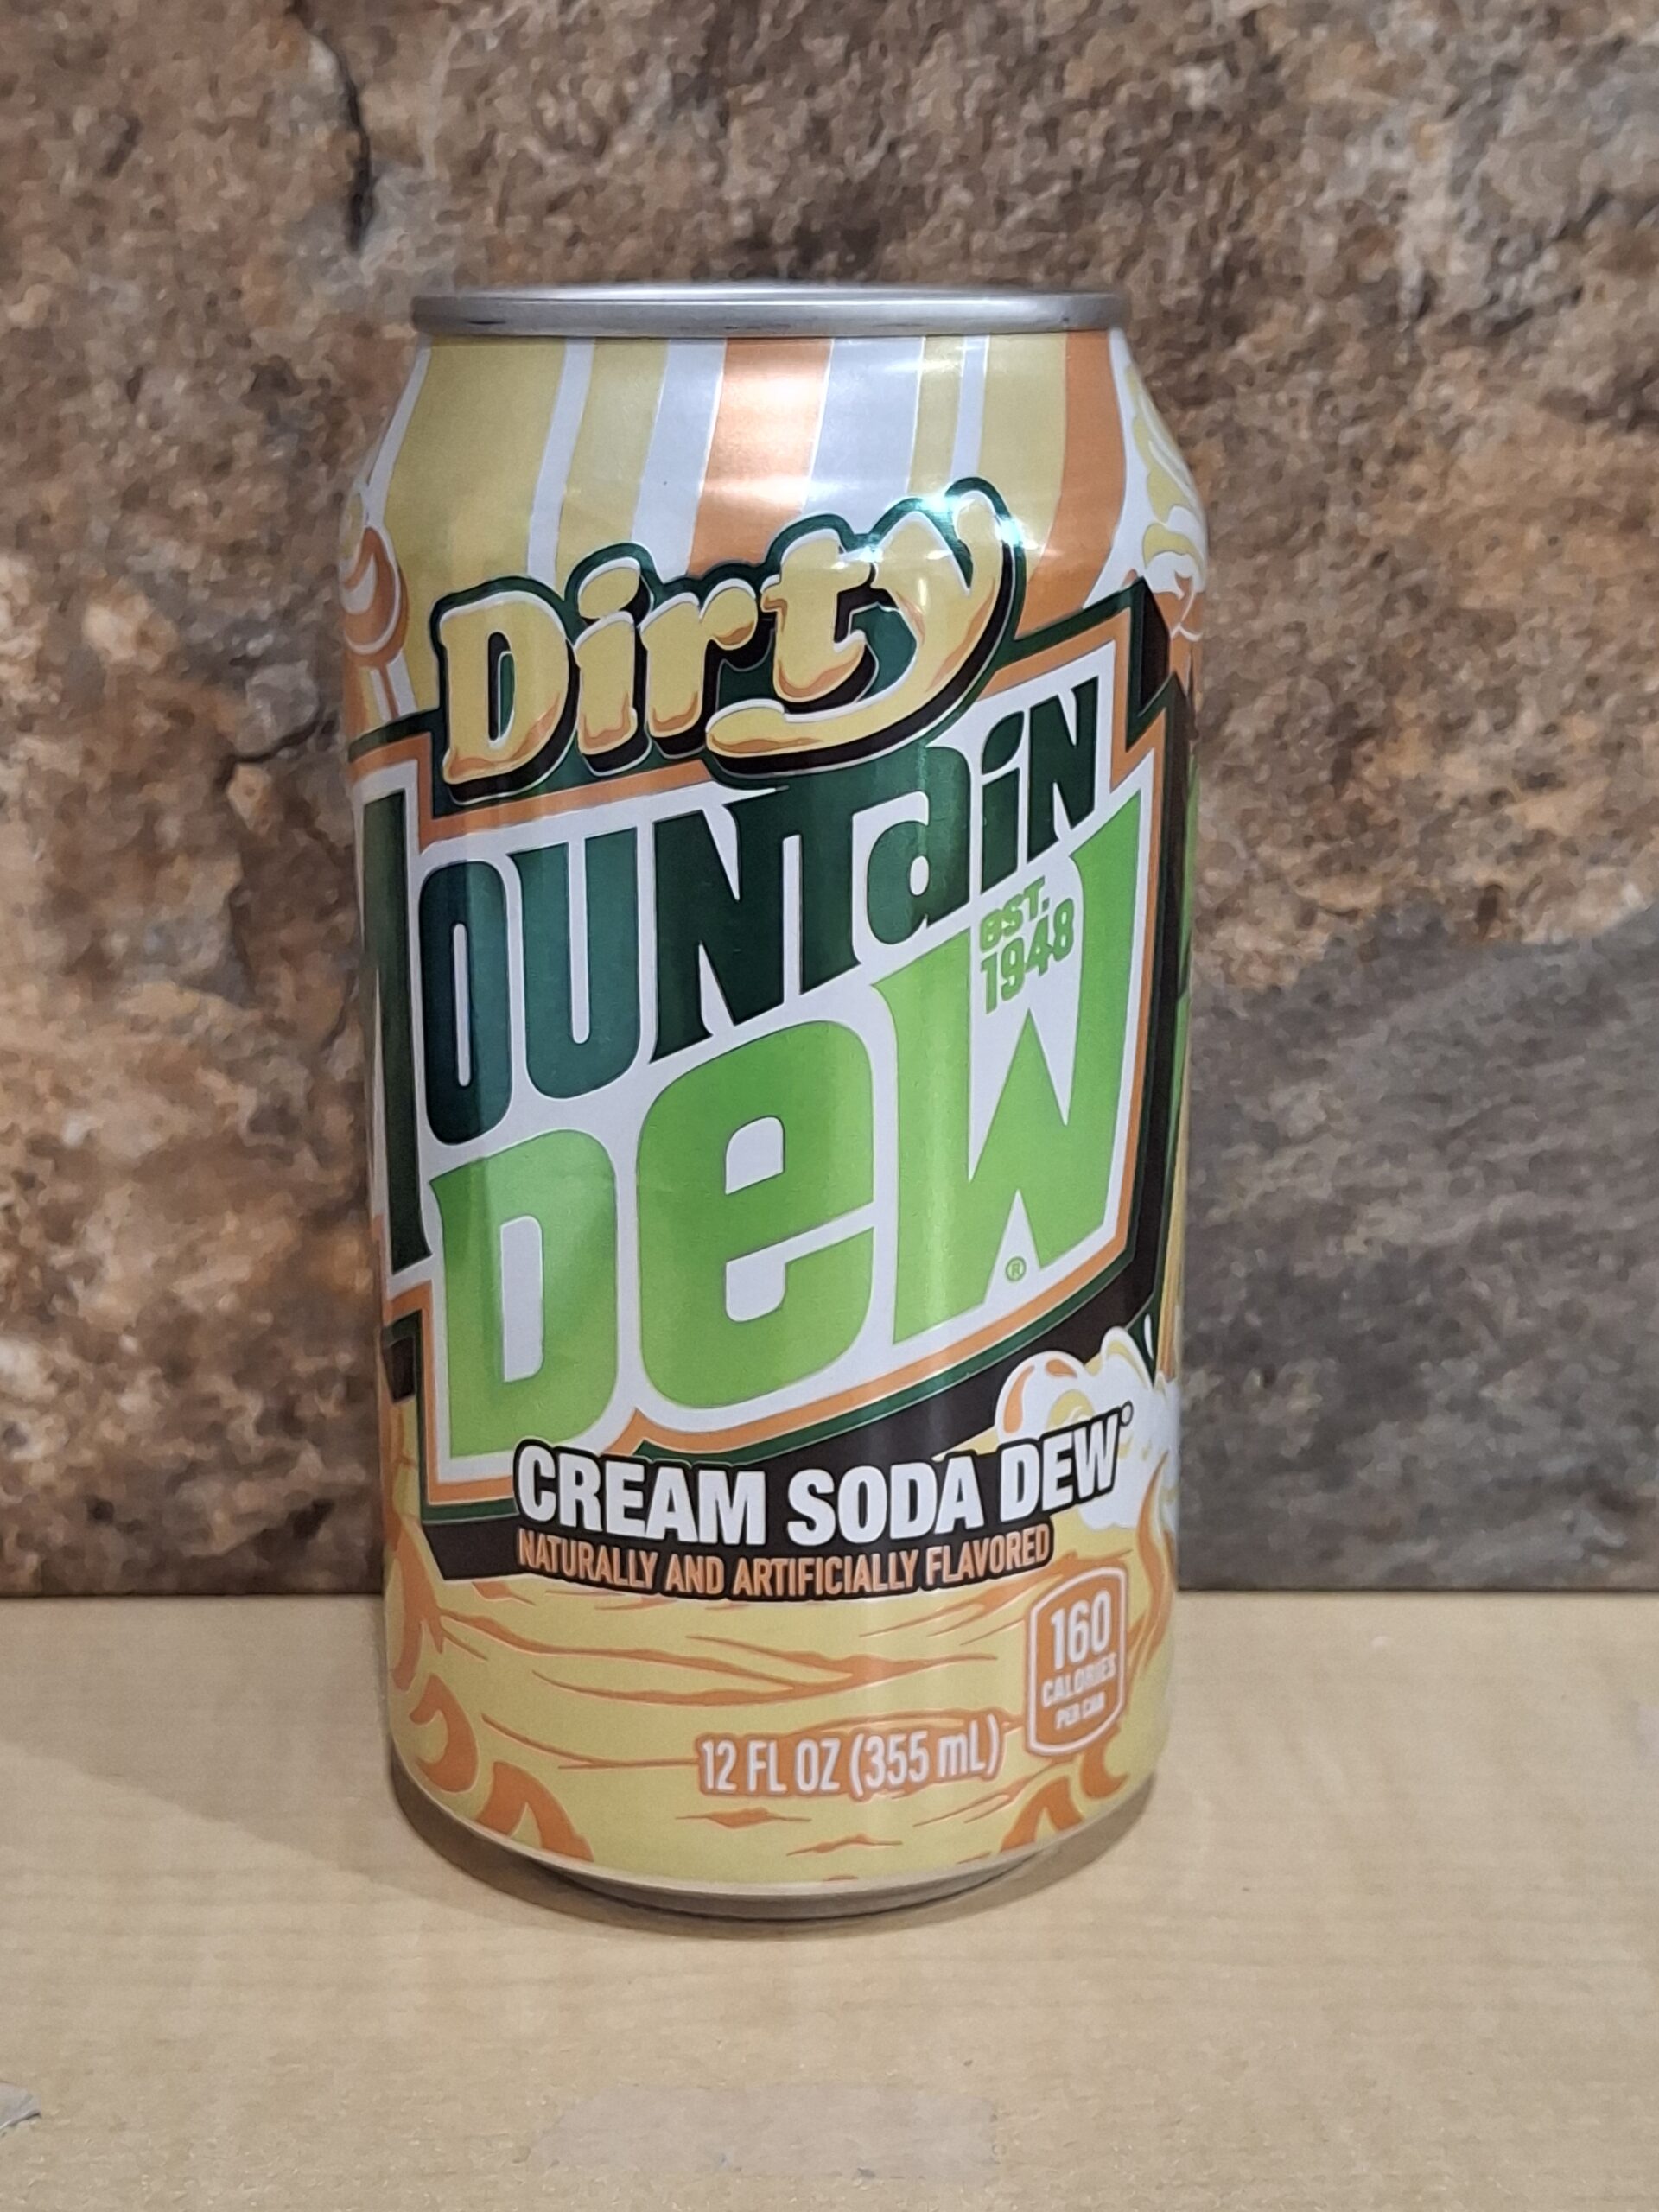 Dirty
MOUNTaiN
DeW
eST.
1948
®
CREAM SODA DEW®
NATURALLY AND ARTIFICIALLY FLAVORED
160
CALORIES
PER CAN
12 FL OZ (355 mL)